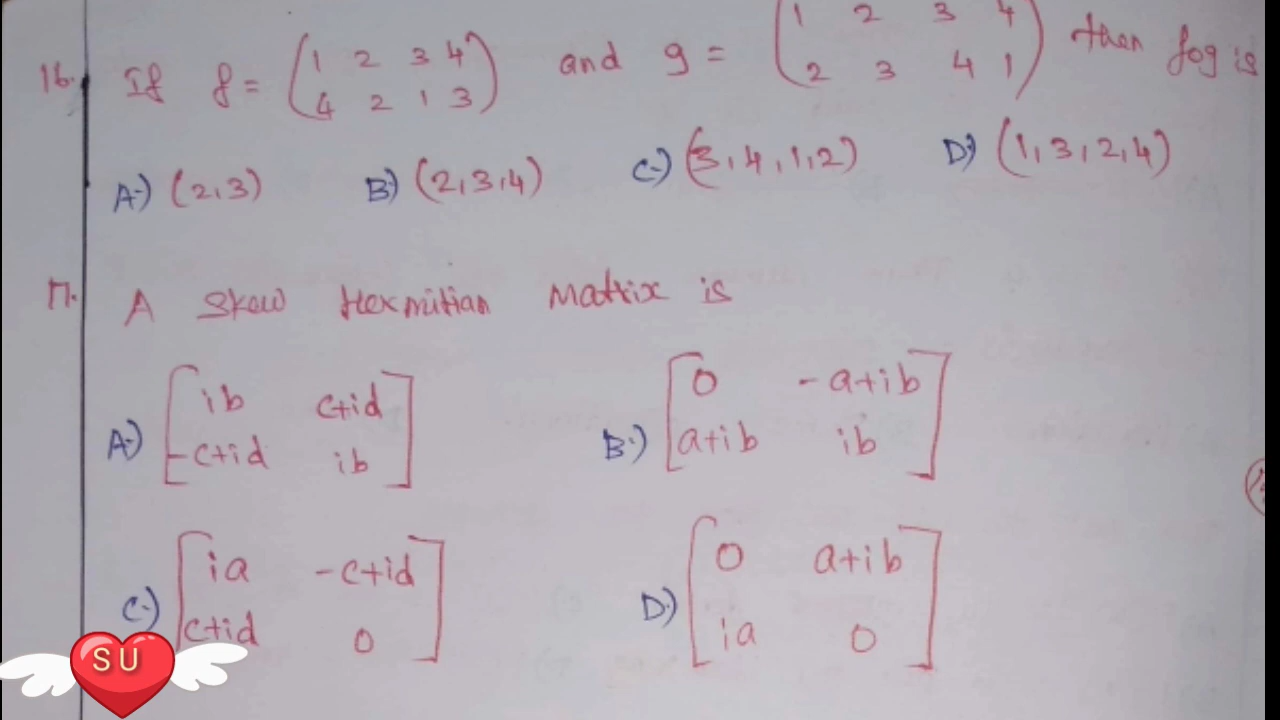 16. If f = (1 2 3 4 and g = (1 2 3 4 then fog is
4 2 1 3) 2 3 4 1)
A) (2,3) B) (2,3,4) C) (3,4,1,2) D) (1,3,2,4)
17. A Skew Hermitian Matrix is
A) [ib c+id B) [0 -a+ib
-c+id ib] a+ib ib]
C) [ia -c+id D) [0 a+ib
c+id 0] ia 0]
SU